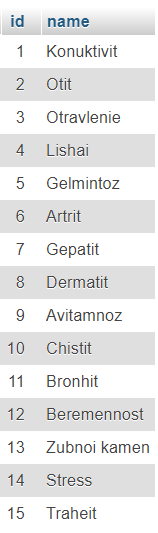 id name
1 Konuktivit
2 Otit
3 Otravlenie
4 Lishai
5 Gelmintoz
6 Artrit
7 Gepatit
8 Dermatit
9 Avitamnoz
10 Chistit
11 Bronhit
12 Beremennost
13 Zubnoi kamen
14 Stress
15 Traheit